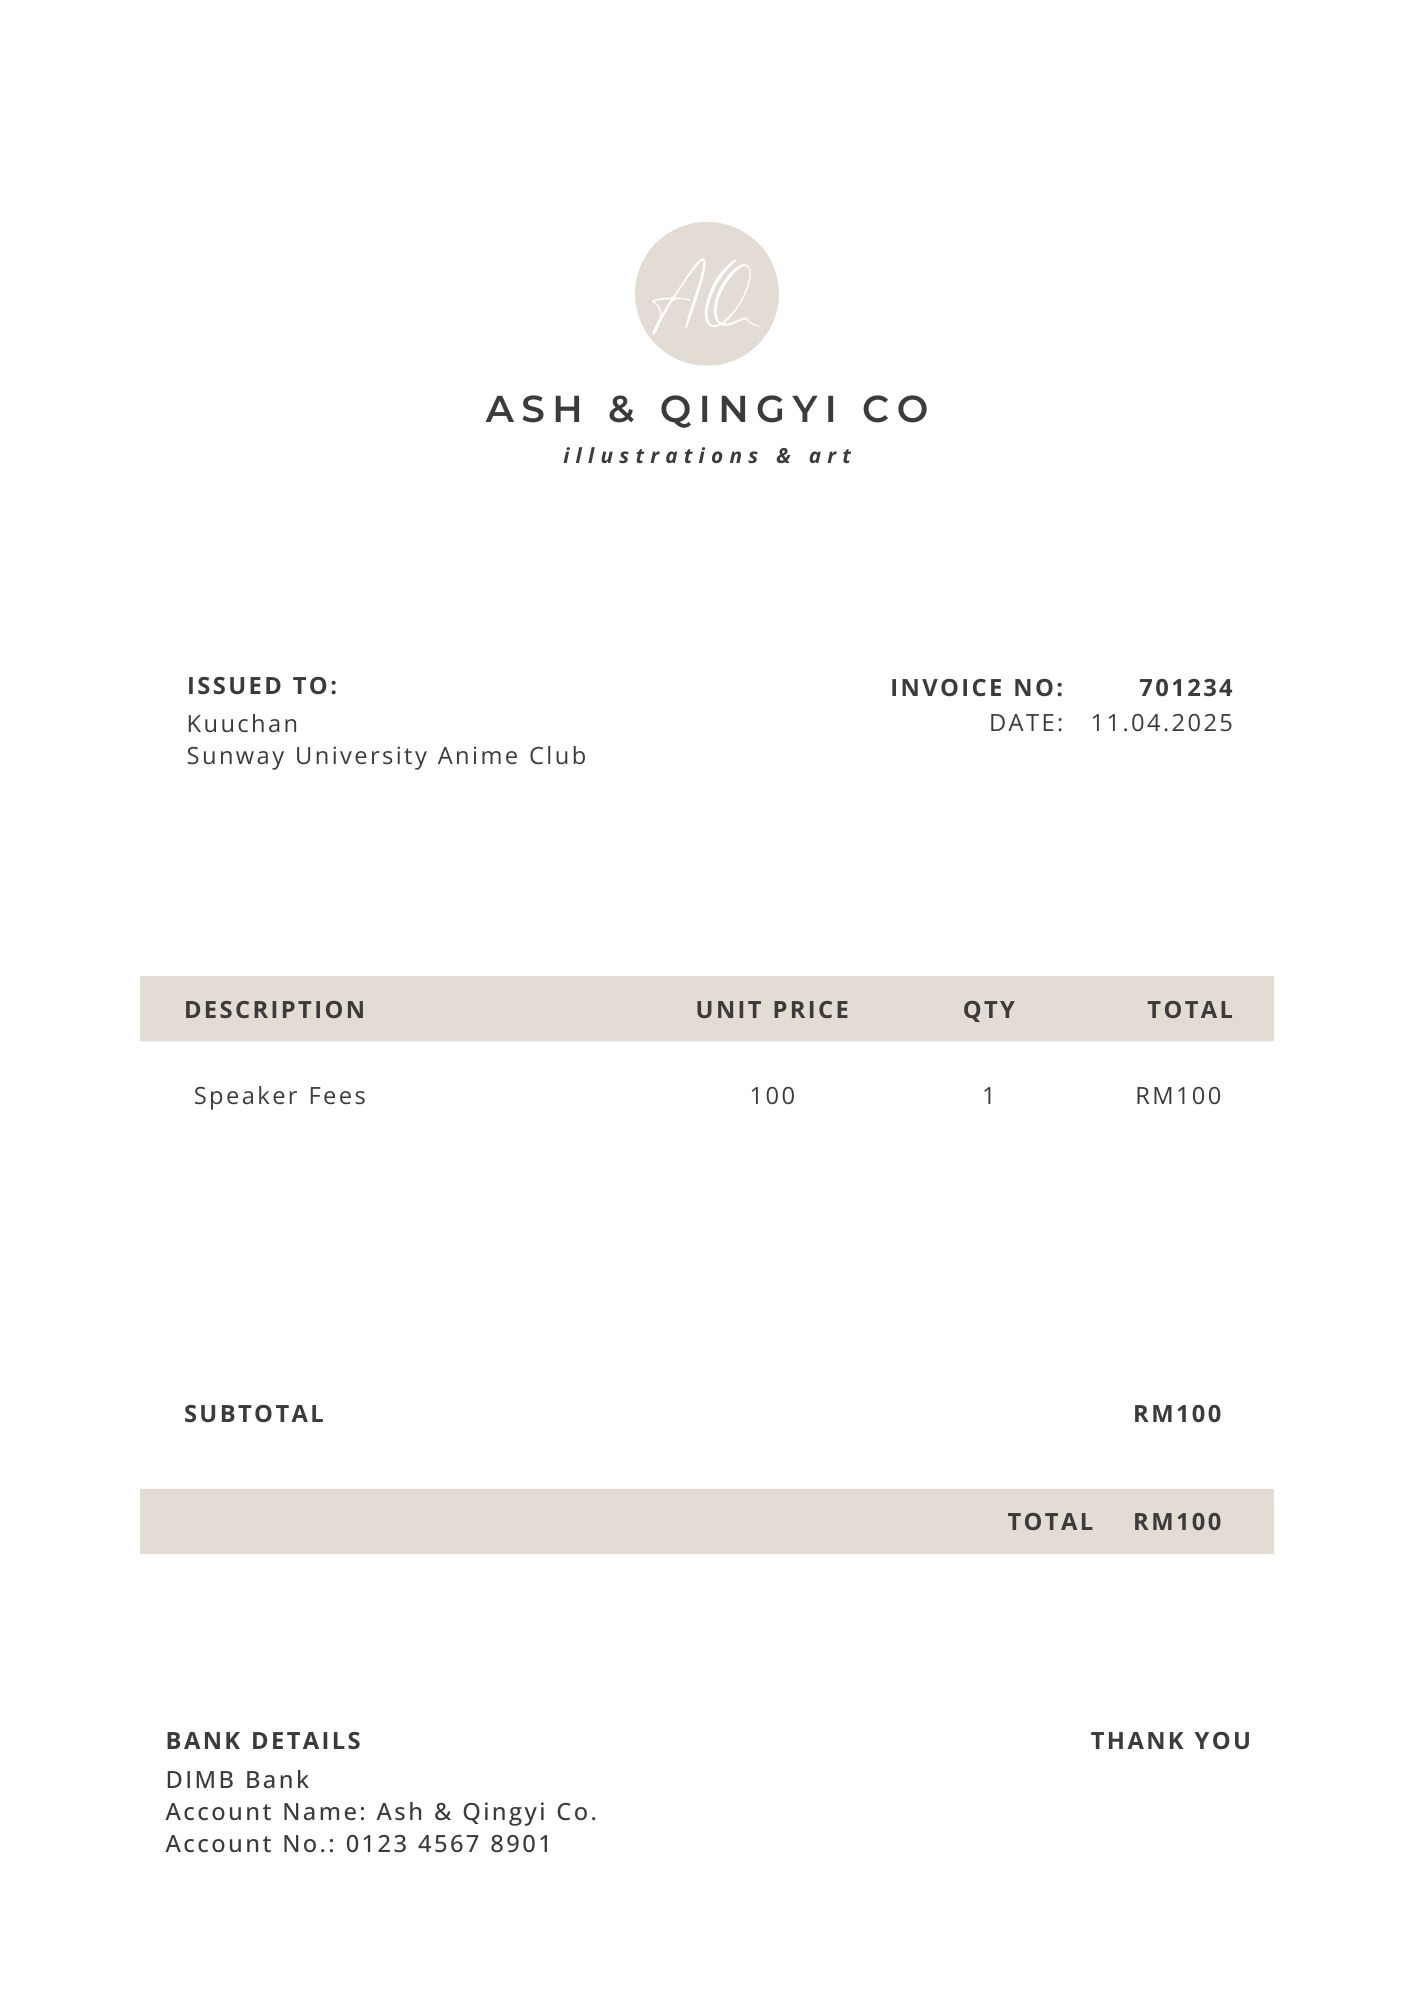 AQ
ASH & QINGYI CO
illustrations & art
ISSUED TO:
Kuuchan
Sunway University Anime Club
INVOICE NO: 701234
DATE: 11.04.2025
DESCRIPTION UNIT PRICE QTY TOTAL
Speaker Fees 100 1 RM100
SUBTOTAL RM100
TOTAL RM100
BANK DETAILS
DIMB Bank
Account Name: Ash & Qingyi Co.
Account No.: 0123 4567 8901
THANK YOU